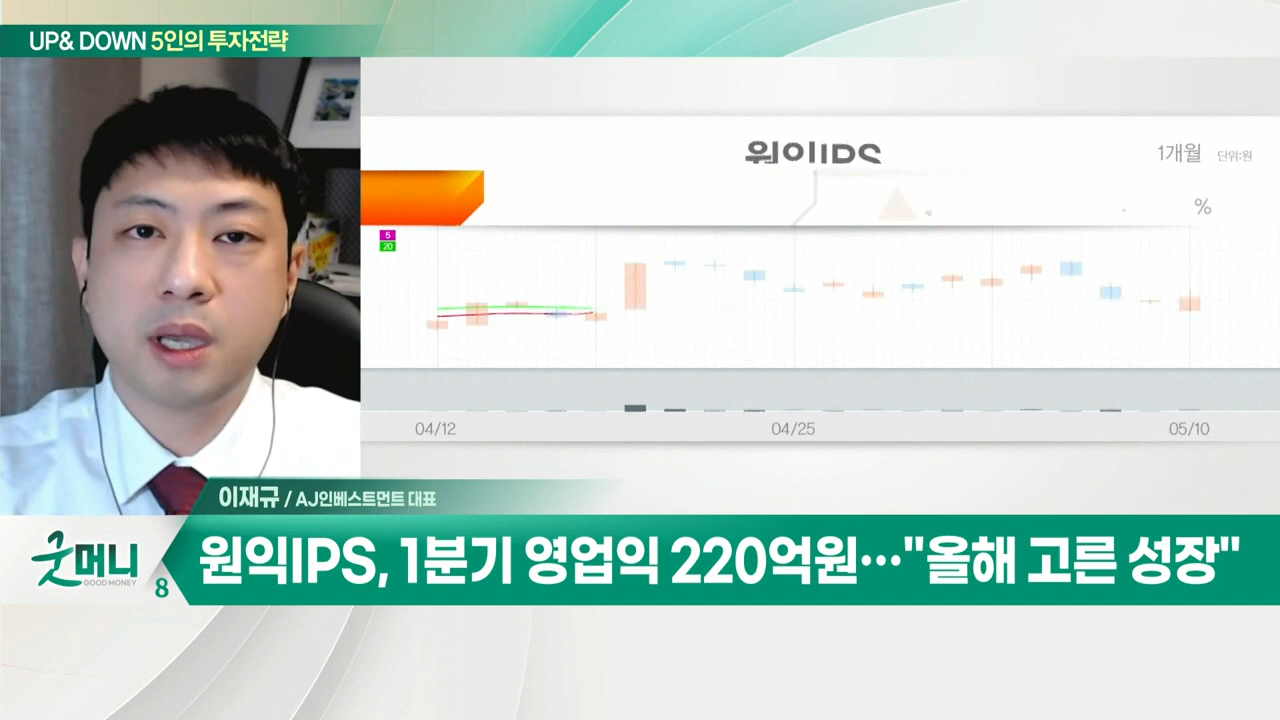 UP& DOWN 5인의 투자전략
원익IPS
1개월 단위:원
%
5
20
04/12 04/25 05/10
이재규 / AJ인베스트먼트 대표
굿머니
GOOD MONEY
8
원익IPS, 1분기 영업익 220억원…"올해 고른 성장"